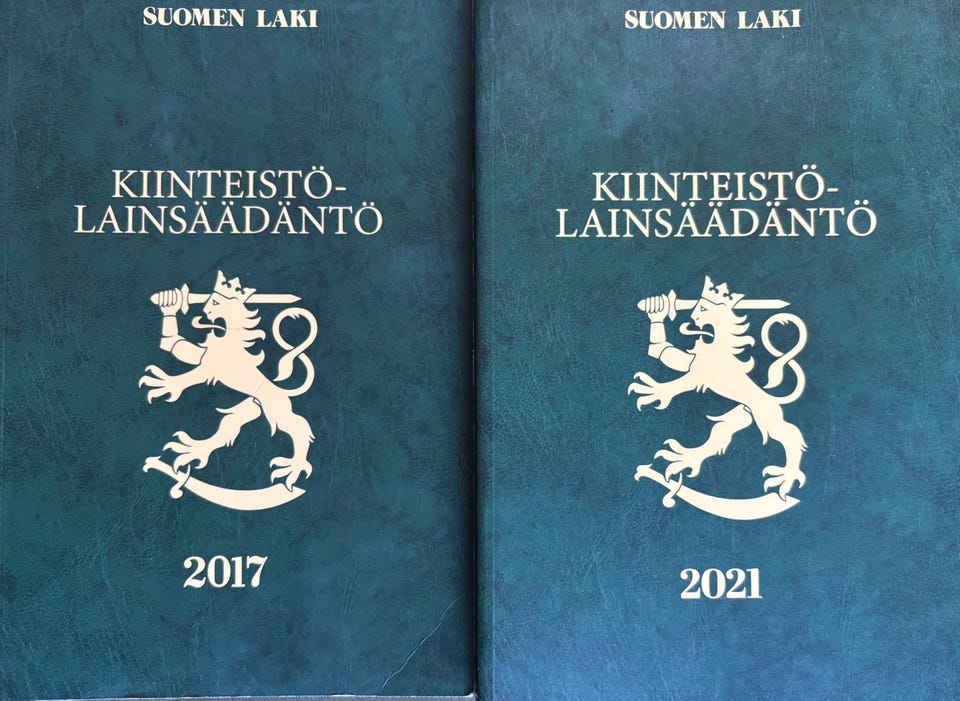 SUOMEN LAKI
KIINTEISTÖ-
LAINSÄÄDÄNTÖ
2017
SUOMEN LAKI
KIINTEISTÖ-
LAINSÄÄDÄNTÖ
2021